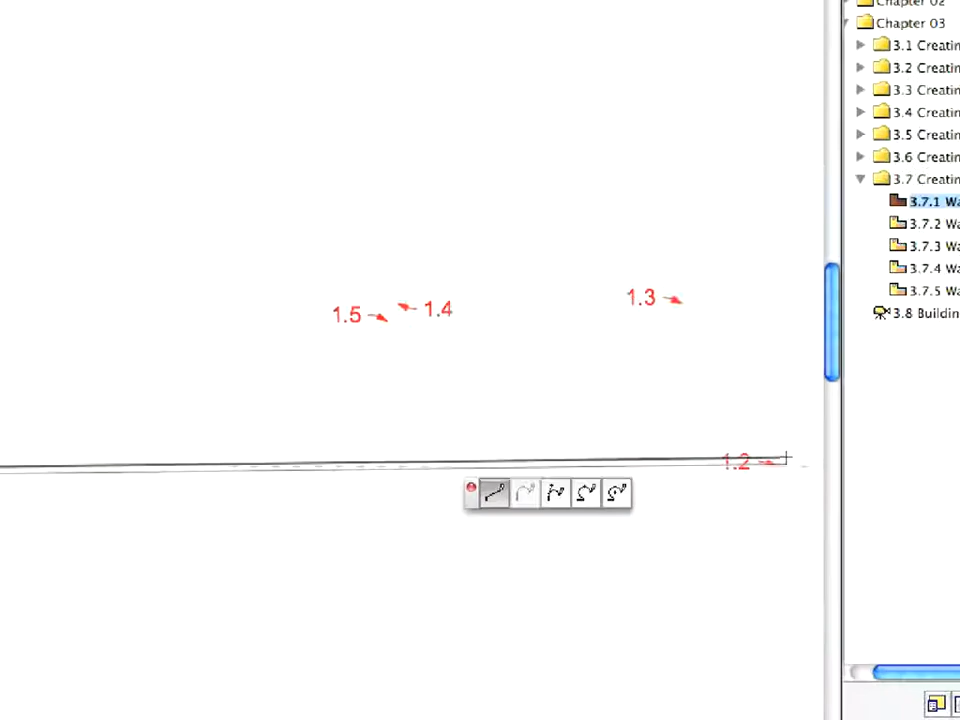 Chapter 02
Chapter 03
3.1 Creatin
3.2 Creatin
3.3 Creatin
3.4 Creatin
3.5 Creatin
3.6 Creatin
3.7 Creatin
3.7.1 Wa
3.7.2 Wa
3.7.3 Wa
3.7.4 Wa
3.7.5 Wa
3.8 Buildin
1.3
1.5
1.4
1.2